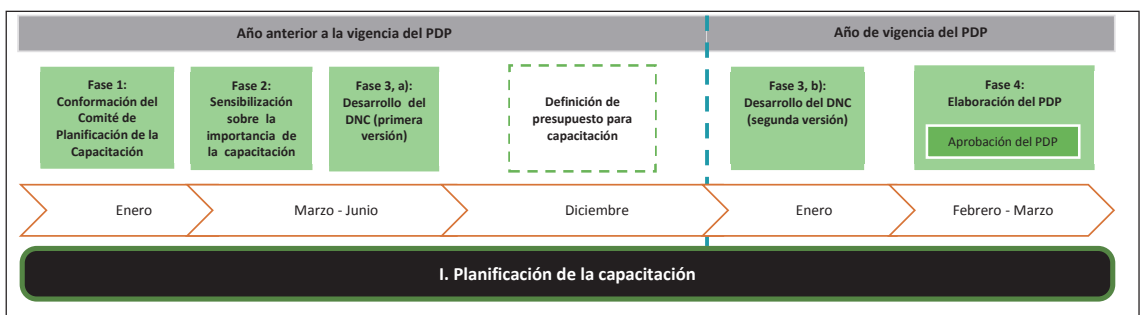 Año anterior a la vigencia del PDP
Año de vigencia del PDP
Fase 1:
Conformación del
Comité de
Planificación de la
Capacitación
Fase 2:
Sensibilización
sobre la
importancia de
la capacitación
Fase 3, a):
Desarrollo del
DNC (primera
versión)
Definición de
presupuesto para
capacitación
Fase 3, b):
Desarrollo del DNC
(segunda versión)
Fase 4:
Elaboración del PDP
Aprobación del PDP
Enero
Marzo - Junio
Diciembre
Enero
Febrero - Marzo
I. Planificación de la capacitación